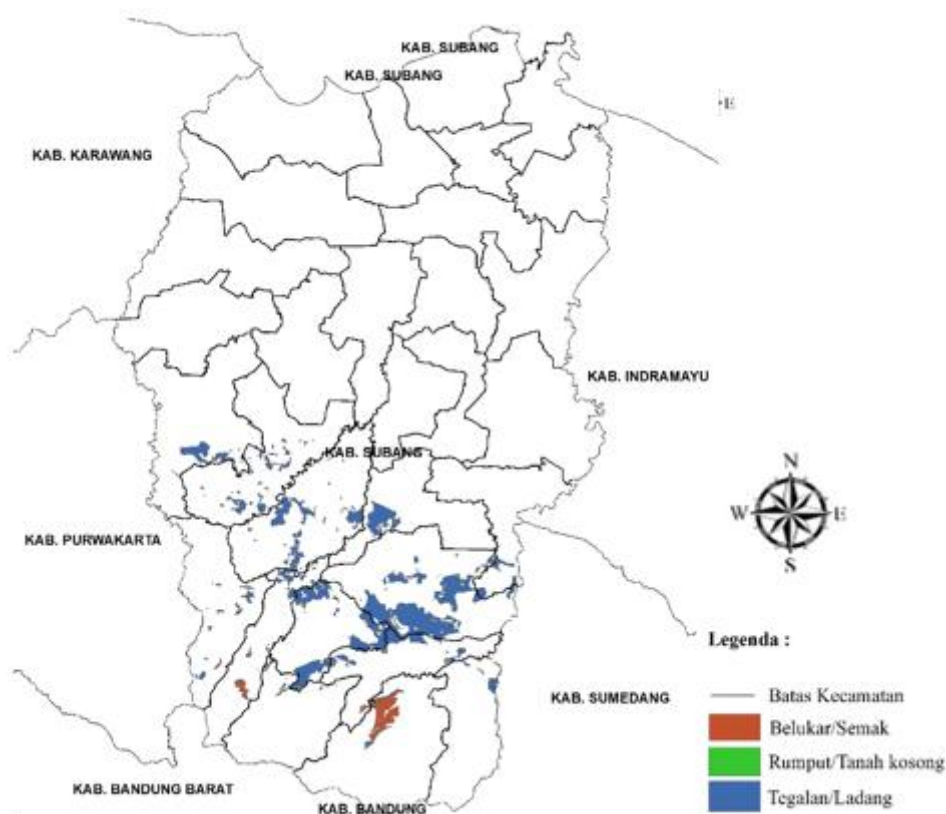 KAB. SUBANG
KAB. SUBANG
E
KAB. KARAWANG
KAB. INDRAMAYU
KAB. SUBANG
N
W E
S
KAB. PURWAKARTA
Legenda :
KAB. SUMEDANG
Batas Kecamatan
Belukar/Semak
Rumput/Tanah kosong
Tegalan/Ladang
KAB. BANDUNG BARAT
KAB. BANDUNG